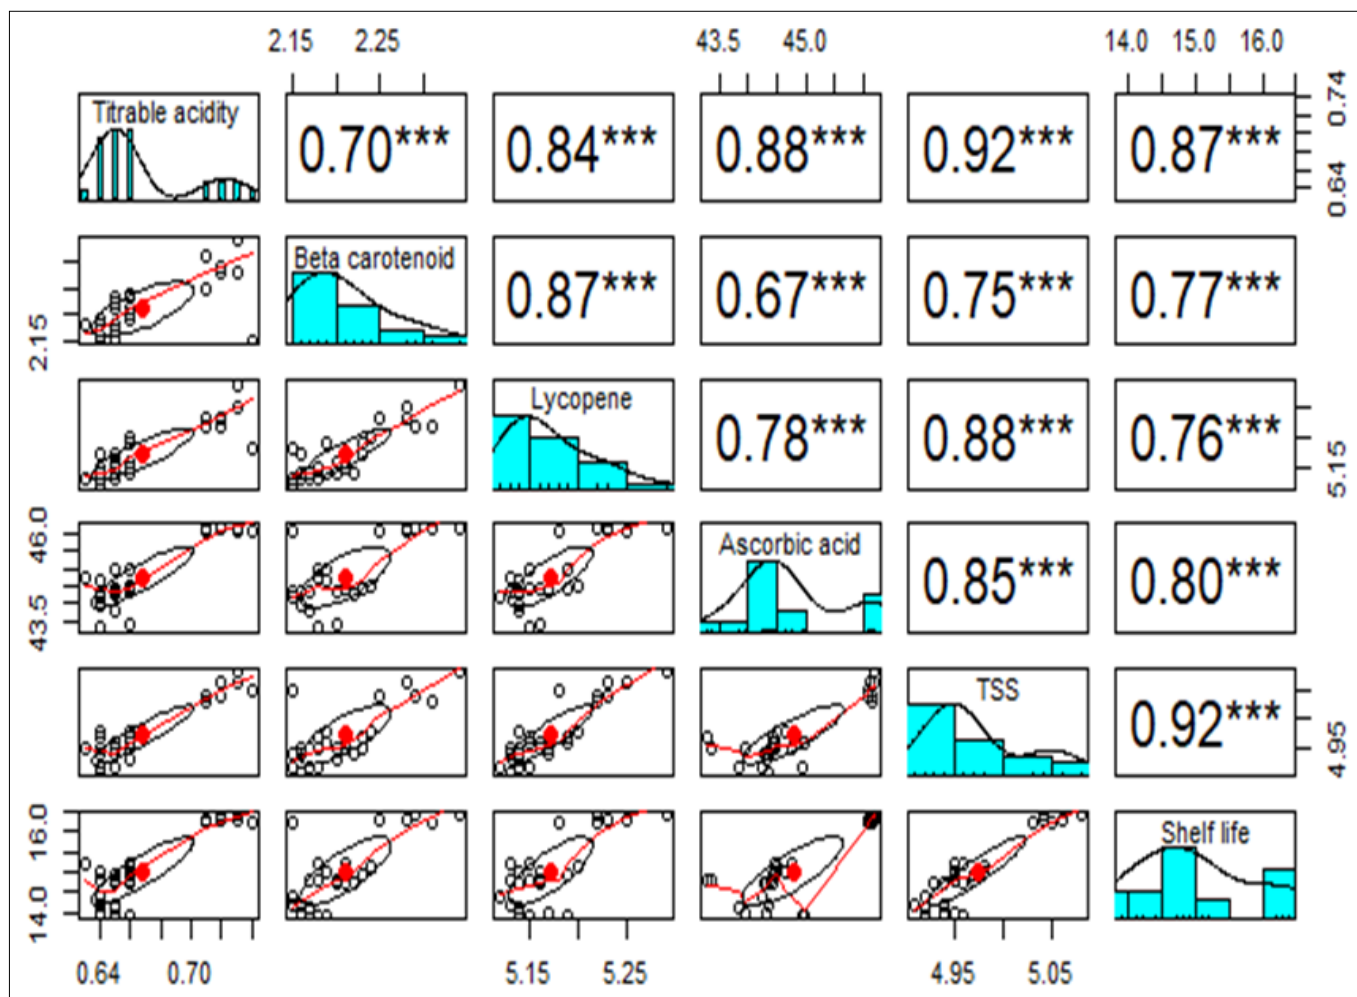 2.15 2.25 43.5 45.0 14.0 15.0 16.0
Titrable acidity 0.70*** 0.84*** 0.88*** 0.92*** 0.87*** 0.64 0.74
2.15 Beta carotenoid 0.87*** 0.67*** 0.75*** 0.77***
Lycopene 0.78*** 0.88*** 0.76*** 5.15
43.5 46.0 Ascorbic acid 0.85*** 0.80***
TSS 0.92*** 4.95
14.0 16.0 Shelf life
0.64 0.70 5.15 5.25 4.95 5.05